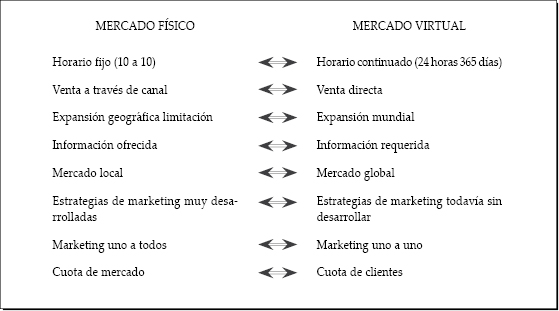 MERCADO FÍSICO MERCADO VIRTUAL
Horario fijo (10 a 10) Horario continuado (24 horas 365 días)
Venta a través de canal Venta directa
Expansión geogràfica limitación Expansión mundial
Información ofrecida Información requerida
Mercado local Mercado global
Estrategias de marketing muy desa- Estrategias de marketing todavía sin
rrolladas desarrollar
Marketing uno a todos Marketing uno a uno
Cuota de mercado Cuota de clientes